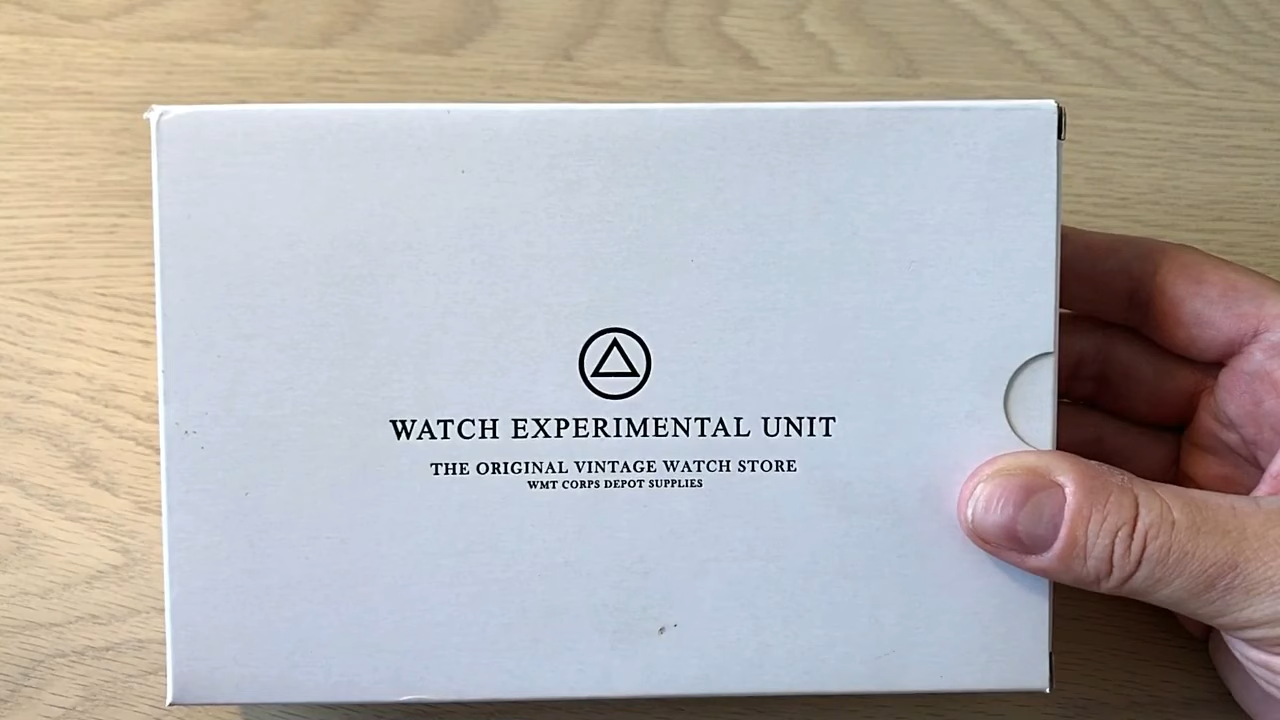 WATCH EXPERIMENTAL UNIT
THE ORIGINAL VINTAGE WATCH STORE
WMT CORPS DEPOT SUPPLIES